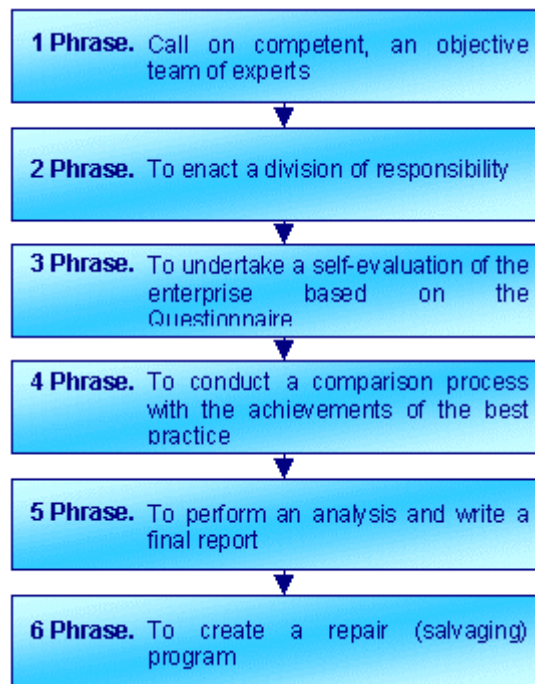 1 Phrase. Call on competent, an objective
team of experts
2 Phrase. To enact a division of responsibility
3 Phrase. To undertake a self-evaluation of the
enterprise based on the
Questionnaire
4 Phrase. To conduct a comparison process
with the achievements of the best
practice
5 Phrase. To perform an analysis and write a
final report
6 Phrase. To create a repair (salvaging)
program